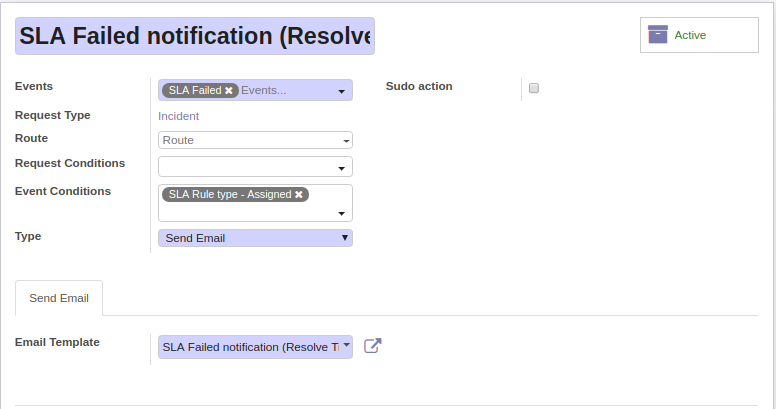 SLA Failed notification (Resolve
Active
Events
SLA Failed ✖ Events...
Sudo action
Request Type
Incident
Route
Route
Request Conditions
Event Conditions
SLA Rule type - Assigned ✖
Type
Send Email
Send Email
Email Template
SLA Failed notification (Resolve Ti